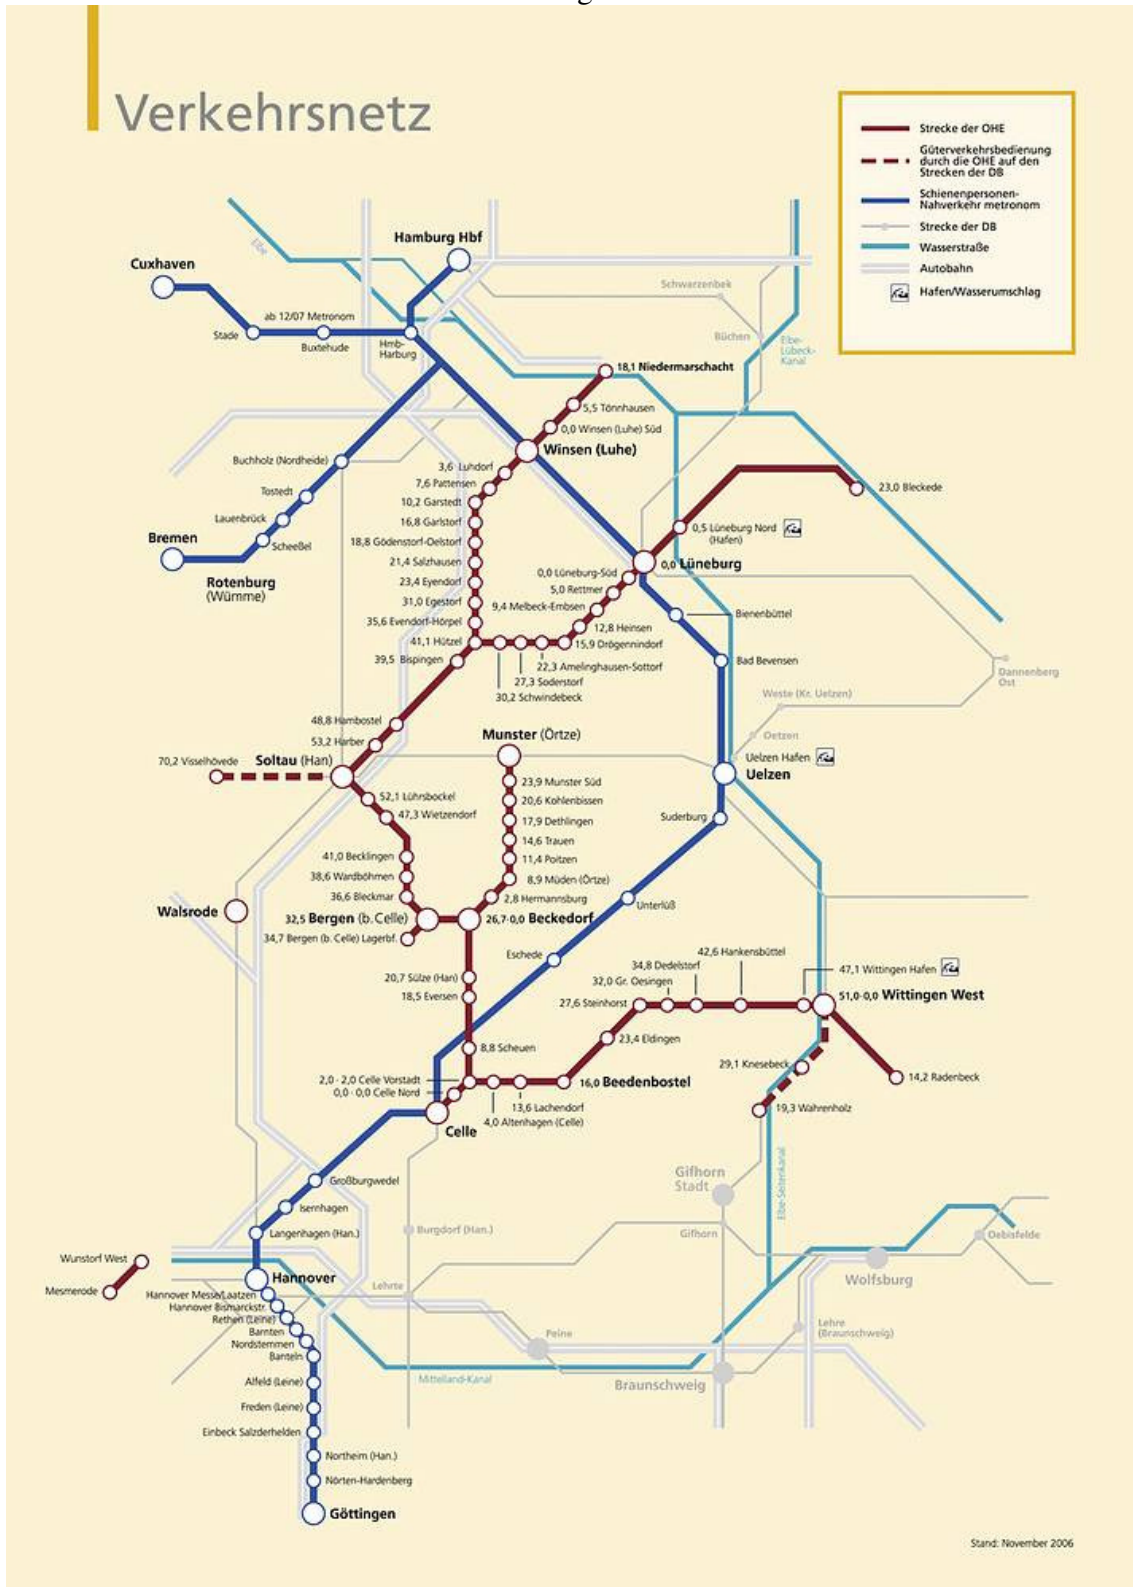 Verkehrsnetz
Strecke der OHE
Güterverkehrsbedienung
durch die OHE auf den
Strecken der DB
Schienenpersonen-
Nahverkehr metronom
Strecke der DB
Wasserstraße
Autobahn
Hafen/Wasserumschlag
Hamburg Hbf
Elbe
Cuxhaven
Schwarzenbek
ab 12/07 Metronom
Stade
Buxtehude
Hmb-
Harburg
Büchen
Elbe-
Lübeck-
Kanal
18,1 Niedermarschacht
5,5 Tönnhausen
0,0 Winsen (Luhe) Süd
Winsen (Luhe)
Buchholz (Nordheide)
3,6 Luhdorf
7,6 Pattensen
Tostedt
10,2 Garstedt
23,0 Bleckede
Lauenbrück
16,8 Garlstorf
0,5 Lüneburg Nord
(Hafen)
Bremen
Scheeßel
18,8 Gödenstorf-Oelstorf
21,4 Salzhausen
0,0 Lüneburg
Rotenburg
(Wümme)
0,0 Lüneburg-Süd
23,4 Eyendorf
5,0 Rettmer
31,0 Egestorf
9,4 Melbeck-Embsen
Bienenbüttel
35,6 Evendorf-Hörpel
12,8 Heinsen
41,1 Hützel
15,9 Drögennindorf
39,5 Bispingen
22,3 Amelinghausen-Sottorf
Bad Bevensen
27,3 Soderstorf
Dannenberg
Ost
30,2 Schwindebeck
Weste (Kr. Uelzen)
48,8 Hambostel
Oetzen
53,2 Harber
Munster (Örtze)
70,2 Visselhövede
Soltau (Han)
Uelzen Hafen
Uelzen
23,9 Munster Süd
52,1 Lührsbockel
20,6 Kohlenbissen
47,3 Wietzendorf
17,9 Dethlingen
Suderburg
14,6 Trauen
41,0 Becklingen
11,4 Poitzen
38,6 Wardböhmen
8,9 Müden (Örtze)
36,6 Bleckmar
2,8 Hermannsburg
Unterlüß
Walsrode
32,5 Bergen (b. Celle)
26,7·0,0 Beckedorf
34,7 Bergen (b. Celle) Lagerbf.
Eschede
42,6 Hankensbüttel
34,8 Dedelstorf
47,1 Wittingen Hafen
20,7 Sülze (Han)
32,0 Gr. Oesingen
18,5 Eversen
27,6 Steinhorst
51,0·0,0 Wittingen West
23,4 Eldingen
8,8 Scheuen
29,1 Knesebeck
14,2 Radenbeck
2,0 · 2,0 Celle Vorstadt
16,0 Beedenbostel
0,0 · 0,0 Celle Nord
13,6 Lachendorf
19,3 Wahrenholz
4,0 Altenhagen (Celle)
Celle
Elbe-Seitenkanal
Gifhorn
Stadt
Großburgwedel
Isernhagen
Burgdorf (Han.)
Gifhorn
Langenhagen (Han.)
Oebisfelde
Wunstorf West
Mesmerode
Hannover
Lehrte
Wolfsburg
Hannover Messe/Laatzen
Hannover Bismarckstr.
Rethen (Leine)
Barnten
Nordstemmen
Banteln
Peine
Lehre
(Braunschweig)
Alfeld (Leine)
Mittelland-Kanal
Braunschweig
Freden (Leine)
Einbeck Salzderhelden
Northeim (Han.)
Nörten-Hardenberg
Göttingen
Stand: November 2006